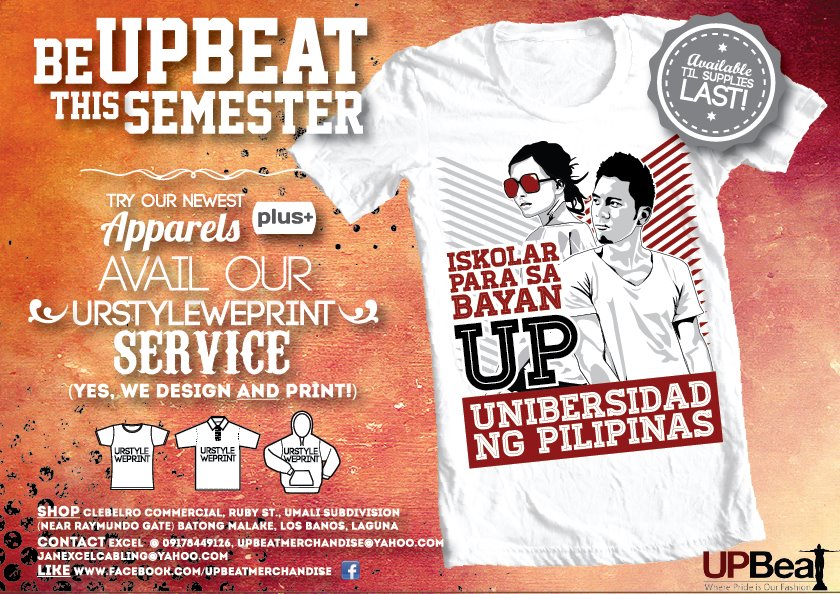 BE UPBEAT
THIS SEMESTER
TRY OUR NEWEST
Apparels plus+
AVAIL OUR
URSTYLEWEPRINT
SERVICE
(YES, WE DESIGN AND PRINT!)
URSTYLE
WEPRINT
URSTYLE
WEPRINT
URSTYLE
WEPRINT
SHOP CLEBELRO COMMERCIAL, RUBY ST., UMALI SUBDIVISION
(NEAR RAYMUNDO GATE) BATONG MALAKE, LOS BANOS, LAGUNA
CONTACT EXCEL @ 09178449126, UPBEATMERCHANDISE@YAHOO.COM
JANEXCELCABLING@YAHOO.COM
LIKE WWW.FACEBOOK.COM/UPBEATMERCHANDISE f
Available
TIL SUPPLIES
LAST!
ISKOLAR
PARA SA
BAYAN
UP
UNIBERSIDAD
NG PILIPINAS
UPBeat
Where Pride is Our Fashion